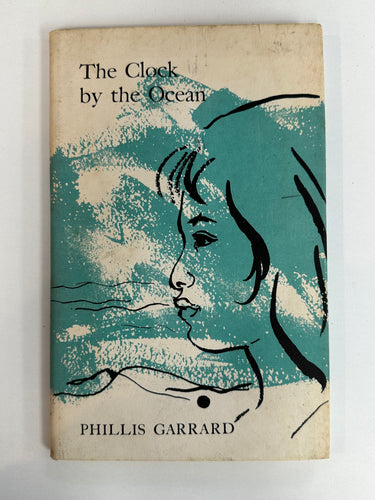 The Clock
by the Ocean
PHILLIS GARRARD